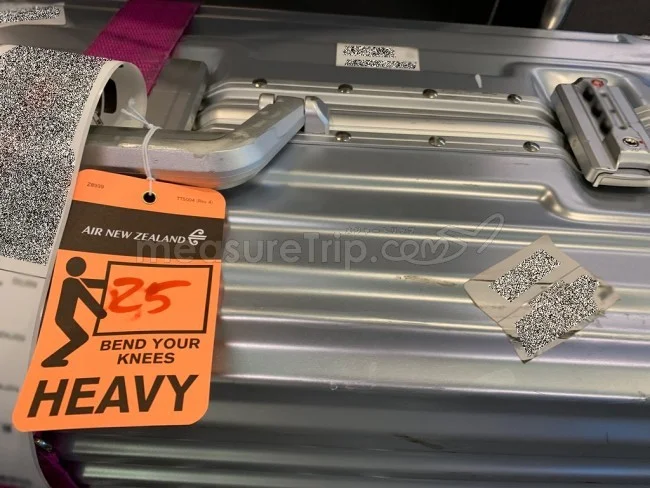 AIR NEW ZEALAND
25
BEND YOUR
KNEES
HEAVY
measureTrip.com